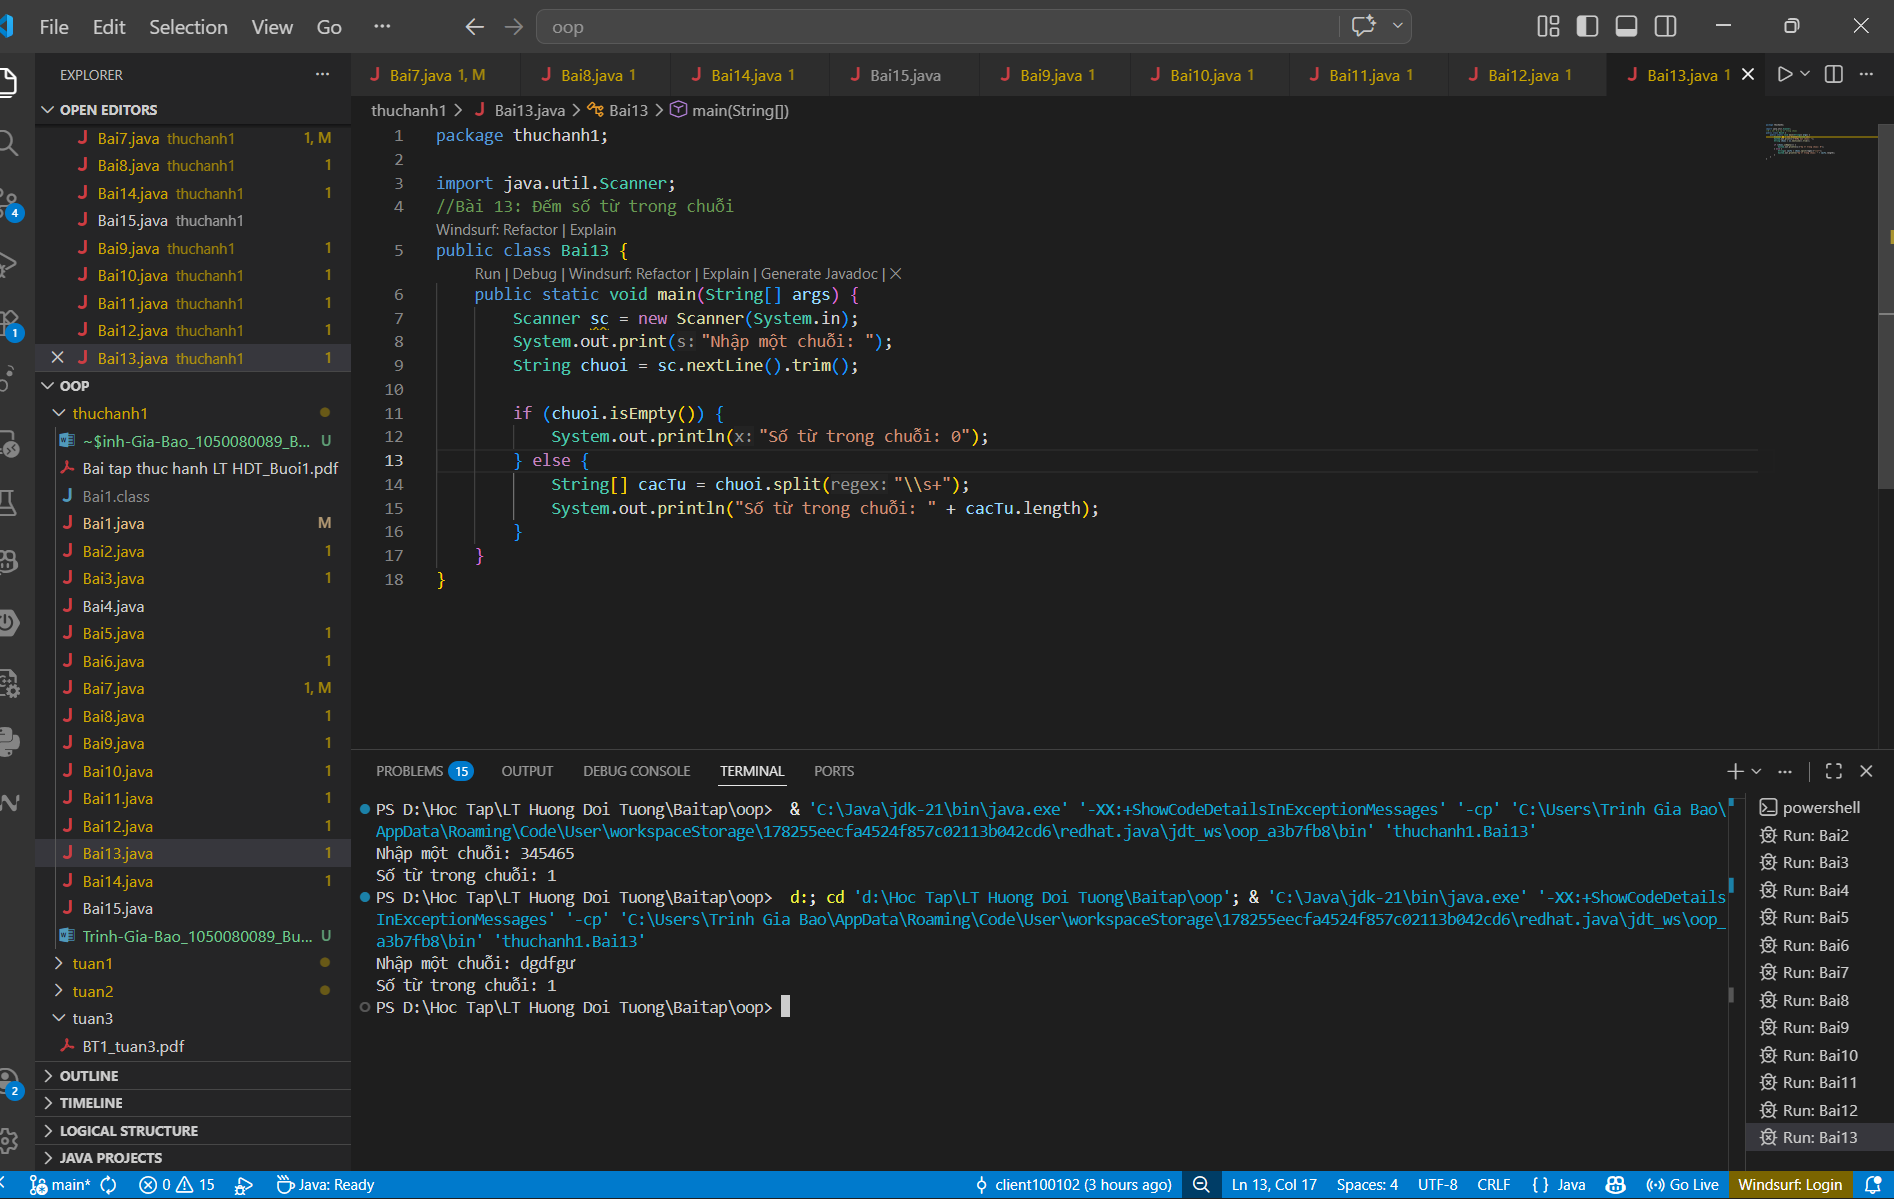 File Edit Selection View Go ···
oop
EXPLORER ···
OPEN EDITORS
Bai7.java thuchanh1 1, M
Bai8.java thuchanh1 1
Bai14.java thuchanh1 1
Bai15.java thuchanh1
Bai9.java thuchanh1 1
Bai10.java thuchanh1 1
Bai11.java thuchanh1 1
Bai12.java thuchanh1 1
Bai13.java thuchanh1 1
OOP
thuchanh1
~$inh-Gia-Bao_1050080089_B... U
Bai tap thuc hanh LT HDT_Buoi1.pdf
Bai1.class
Bai1.java M
Bai2.java 1
Bai3.java 1
Bai4.java
Bai5.java 1
Bai6.java 1
Bai7.java 1, M
Bai8.java 1
Bai9.java 1
Bai10.java 1
Bai11.java 1
Bai12.java 1
Bai13.java 1
Bai14.java 1
Bai15.java
Trinh-Gia-Bao_1050080089_Bu... U
tuan1
tuan2
tuan3
BT1_tuan3.pdf
OUTLINE
TIMELINE
LOGICAL STRUCTURE
JAVA PROJECTS
4
1
2
Bai7.java 1, M Bai8.java 1 Bai14.java 1 Bai15.java Bai9.java 1 Bai10.java 1 Bai11.java 1 Bai12.java 1 Bai13.java 1
thuchanh1 > Bai13.java > Bai13 > main(String[])
1 package thuchanh1;
2
3 import java.util.Scanner;
4 //Bài 13: Đếm số từ trong chuỗi
Windsurf: Refactor | Explain
5 public class Bai13 {
Run | Debug | Windsurf: Refactor | Explain | Generate Javadoc | ✕
6 public static void main(String[] args) {
7 Scanner sc = new Scanner(System.in);
8 System.out.print(s: "Nhập một chuỗi: ");
9 String chuoi = sc.nextLine().trim();
10
11 if (chuoi.isEmpty()) {
12 System.out.println(x: "Số từ trong chuỗi: 0");
13 } else {
14 String[] cacTu = chuoi.split(regex: "\\s+");
15 System.out.println("Số từ trong chuỗi: " + cacTu.length);
16 }
17 }
18 }
PROBLEMS 15 OUTPUT DEBUG CONSOLE TERMINAL PORTS
PS D:\Hoc Tap\LT Huong Doi Tuong\Baitap\oop> & 'C:\Java\jdk-21\bin\java.exe' '-XX:+ShowCodeDetailsInExceptionMessages' '-cp' 'C:\Users\Trinh Gia Bao\
AppData\Roaming\Code\User\workspaceStorage\178255eecfa4524f857c02113b042cd6\redhat.java\jdt_ws\oop_a3b7fb8\bin' 'thuchanh1.Bai13'
Nhập một chuỗi: 345465
Số từ trong chuỗi: 1
PS D:\Hoc Tap\LT Huong Doi Tuong\Baitap\oop> d:; cd 'd:\Hoc Tap\LT Huong Doi Tuong\Baitap\oop'; & 'C:\Java\jdk-21\bin\java.exe' '-XX:+ShowCodeDetails
InExceptionMessages' '-cp' 'C:\Users\Trinh Gia Bao\AppData\Roaming\Code\User\workspaceStorage\178255eecfa4524f857c02113b042cd6\redhat.java\jdt_ws\oop_
a3b7fb8\bin' 'thuchanh1.Bai13'
Nhập một chuỗi: dgdfgư
Số từ trong chuỗi: 1
PS D:\Hoc Tap\LT Huong Doi Tuong\Baitap\oop>
powershell
Run: Bai2
Run: Bai3
Run: Bai4
Run: Bai5
Run: Bai6
Run: Bai7
Run: Bai8
Run: Bai9
Run: Bai10
Run: Bai11
Run: Bai12
Run: Bai13
main* 0 15 Java: Ready client100102 (3 hours ago) Ln 13, Col 17 Spaces: 4 UTF-8 CRLF { } Java Go Live Windsurf: Login